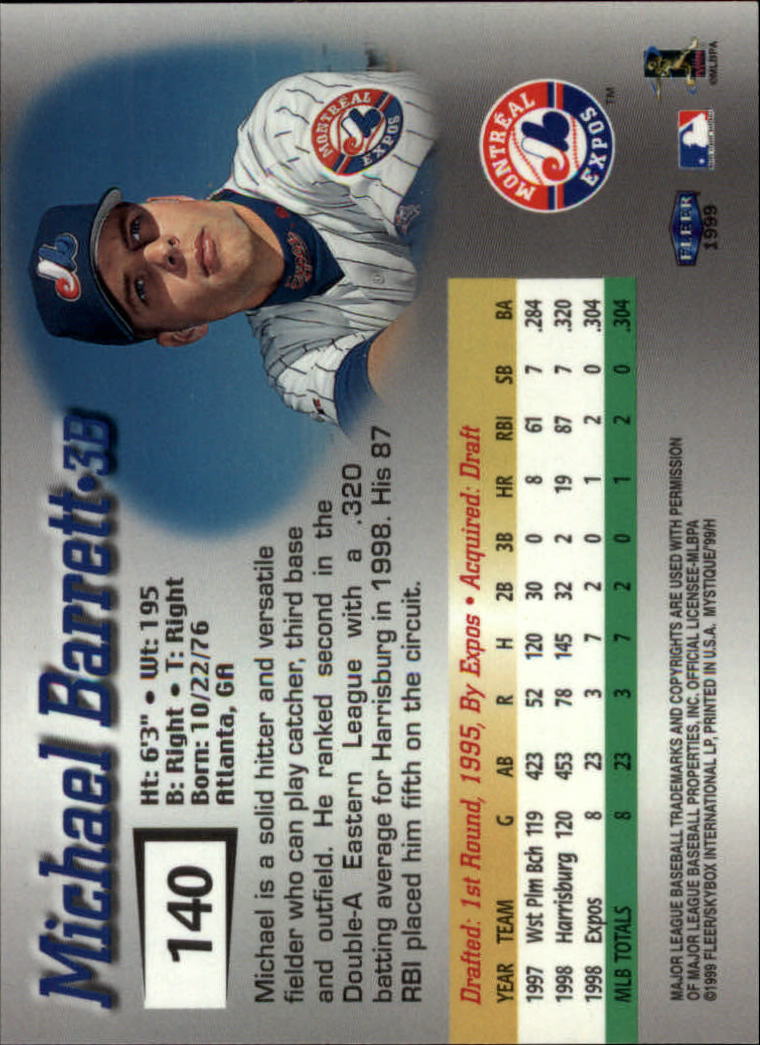 Michael Barrett•3B
140
Ht: 6'3" • Wt: 195
B: Right • T: Right
Born: 10/22/76
Atlanta, GA
Michael is a solid hitter and versatile
fielder who can play catcher, third base
and outfield. He ranked second in the
Double-A Eastern League with a .320
batting average for Harrisburg in 1998. His 87
RBI placed him fifth on the circuit.
MONTRÉAL
EXPOS
Drafted: 1st Round, 1995, By Expos • Acquired: Draft
YEAR TEAM G AB R H 2B 3B HR RBI SB BA
1997 Wst Plm Bch 119 423 52 120 30 0 8 61 7 .284
1998 Harrisburg 120 453 78 145 32 2 19 87 7 .320
1998 Expos 8 23 3 7 2 0 1 2 0 .304
MLB TOTALS 8 23 3 7 2 0 1 2 0 .304
MONTRÉAL
EXPOS
TM
MAJOR LEAGUE BASEBALL TRADEMARKS AND COPYRIGHTS ARE USED WITH PERMISSION
OF MAJOR LEAGUE BASEBALL PROPERTIES, INC. OFFICIAL LICENSEE-MLBPA
©1999 FLEER/SKYBOX INTERNATIONAL LP, PRINTED IN U.S.A. MYSTIQUE/'99/H
FLEER
1999
©MLBPA